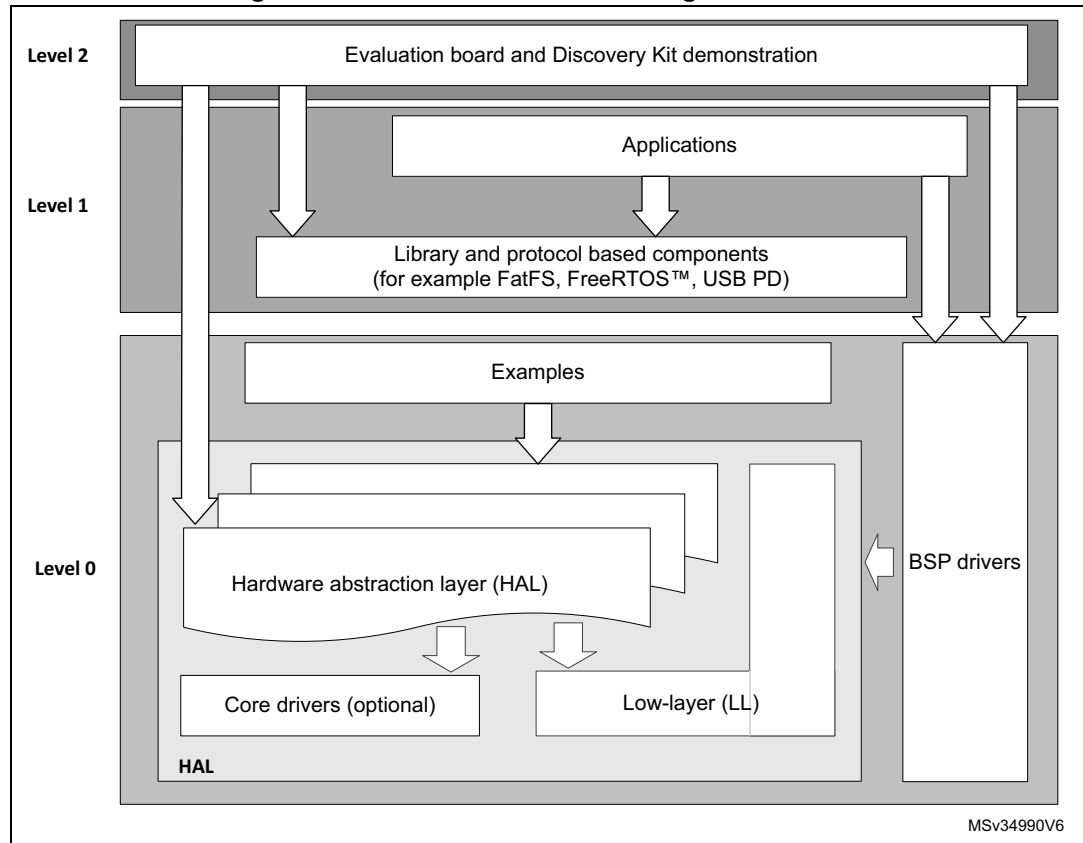 Level 2
Evaluation board and Discovery Kit demonstration
Applications
Level 1
Library and protocol based components
(for example FatFS, FreeRTOS™, USB PD)
Examples
Level 0
Hardware abstraction layer (HAL)
BSP drivers
Core drivers (optional)
Low-layer (LL)
HAL
MSv34990V6